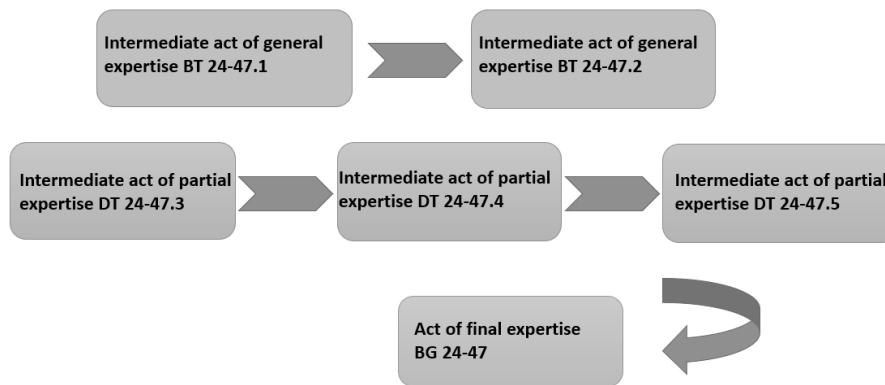 Intermediate act of general
expertise BT 24-47.1
Intermediate act of general
expertise BT 24-47.2
Intermediate act of partial
expertise DT 24-47.3
Intermediate act of partial
expertise DT 24-47.4
Intermediate act of partial
expertise DT 24-47.5
Act of final expertise
BG 24-47